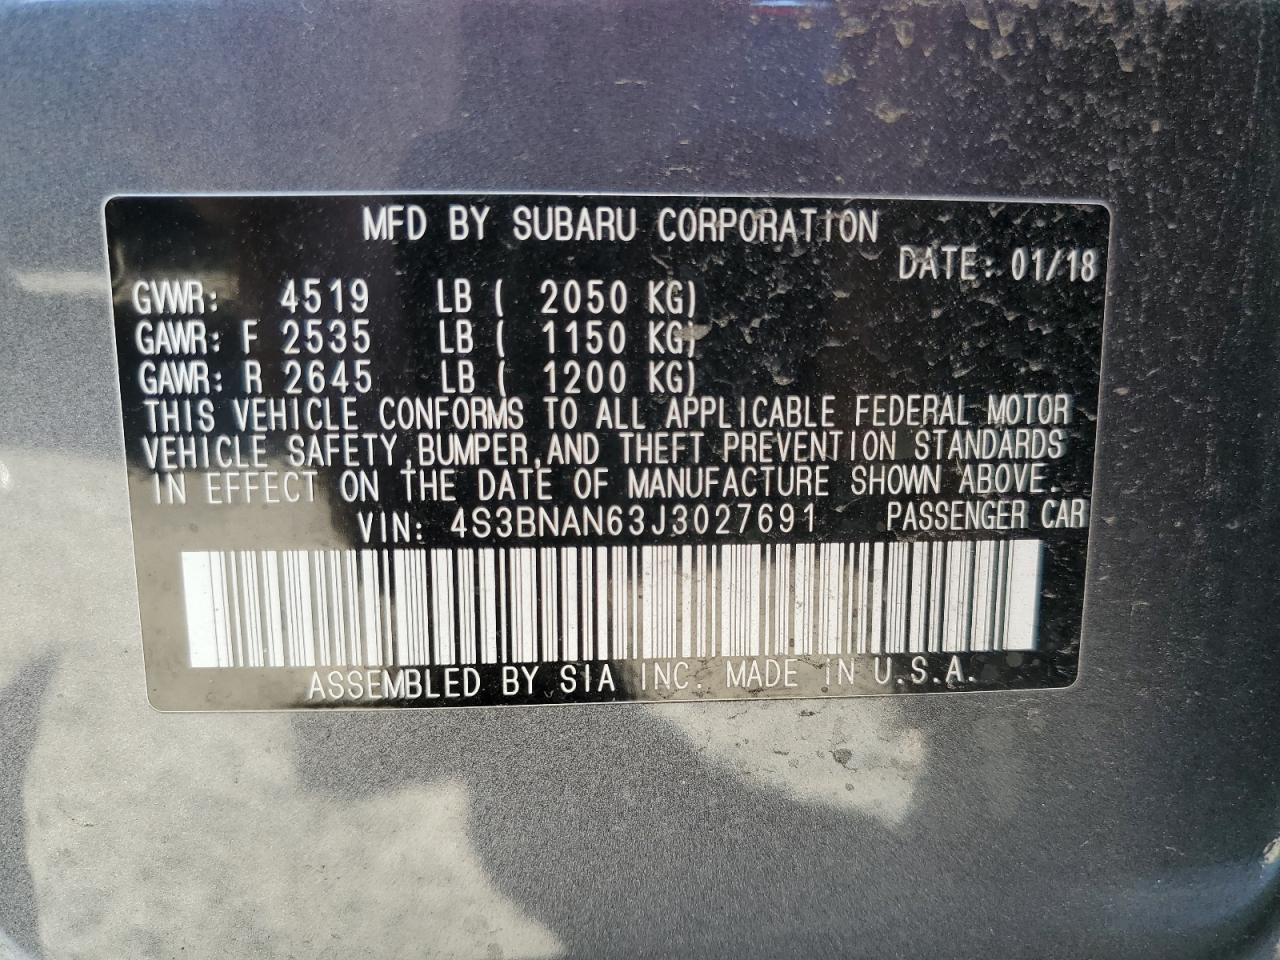 MFD BY SUBARU CORPORATION
DATE: 01/18
GVWR: 4519 LB ( 2050 KG)
GAWR: F 2535 LB ( 1150 KG)
GAWR: R 2645 LB ( 1200 KG)
THIS VEHICLE CONFORMS TO ALL APPLICABLE FEDERAL MOTOR
VEHICLE SAFETY,BUMPER,AND THEFT PREVENTION STANDARDS
IN EFFECT ON THE DATE OF MANUFACTURE SHOWN ABOVE.
VIN: 4S3BNAN63J3027691 PASSENGER CAR
ASSEMBLED BY SIA INC. MADE iN U.S.A.